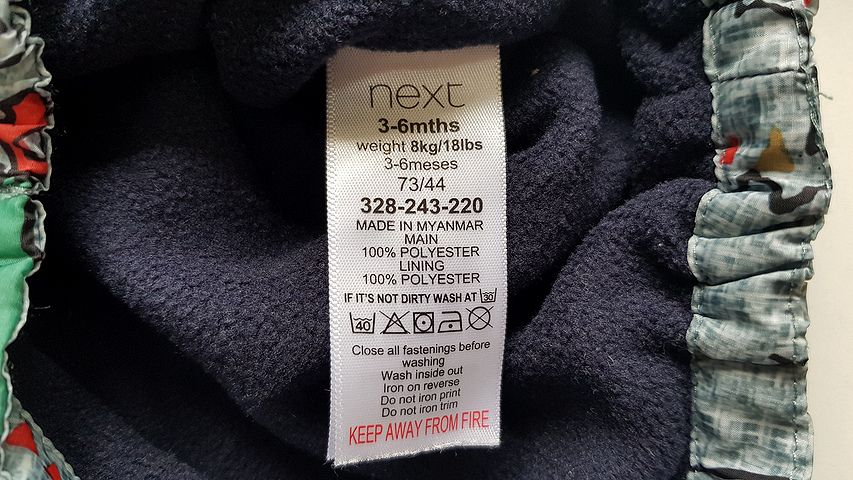 next
3-6mths
weight 8kg/18lbs
3-6meses
73/44
328-243-220
MADE IN MYANMAR
MAIN
100% POLYESTER
LINING
100% POLYESTER
IF IT'S NOT DIRTY WASH AT 30
40
Close all fastenings before
washing
Wash inside out
Iron on reverse
Do not iron print
Do not iron trim
KEEP AWAY FROM FIRE